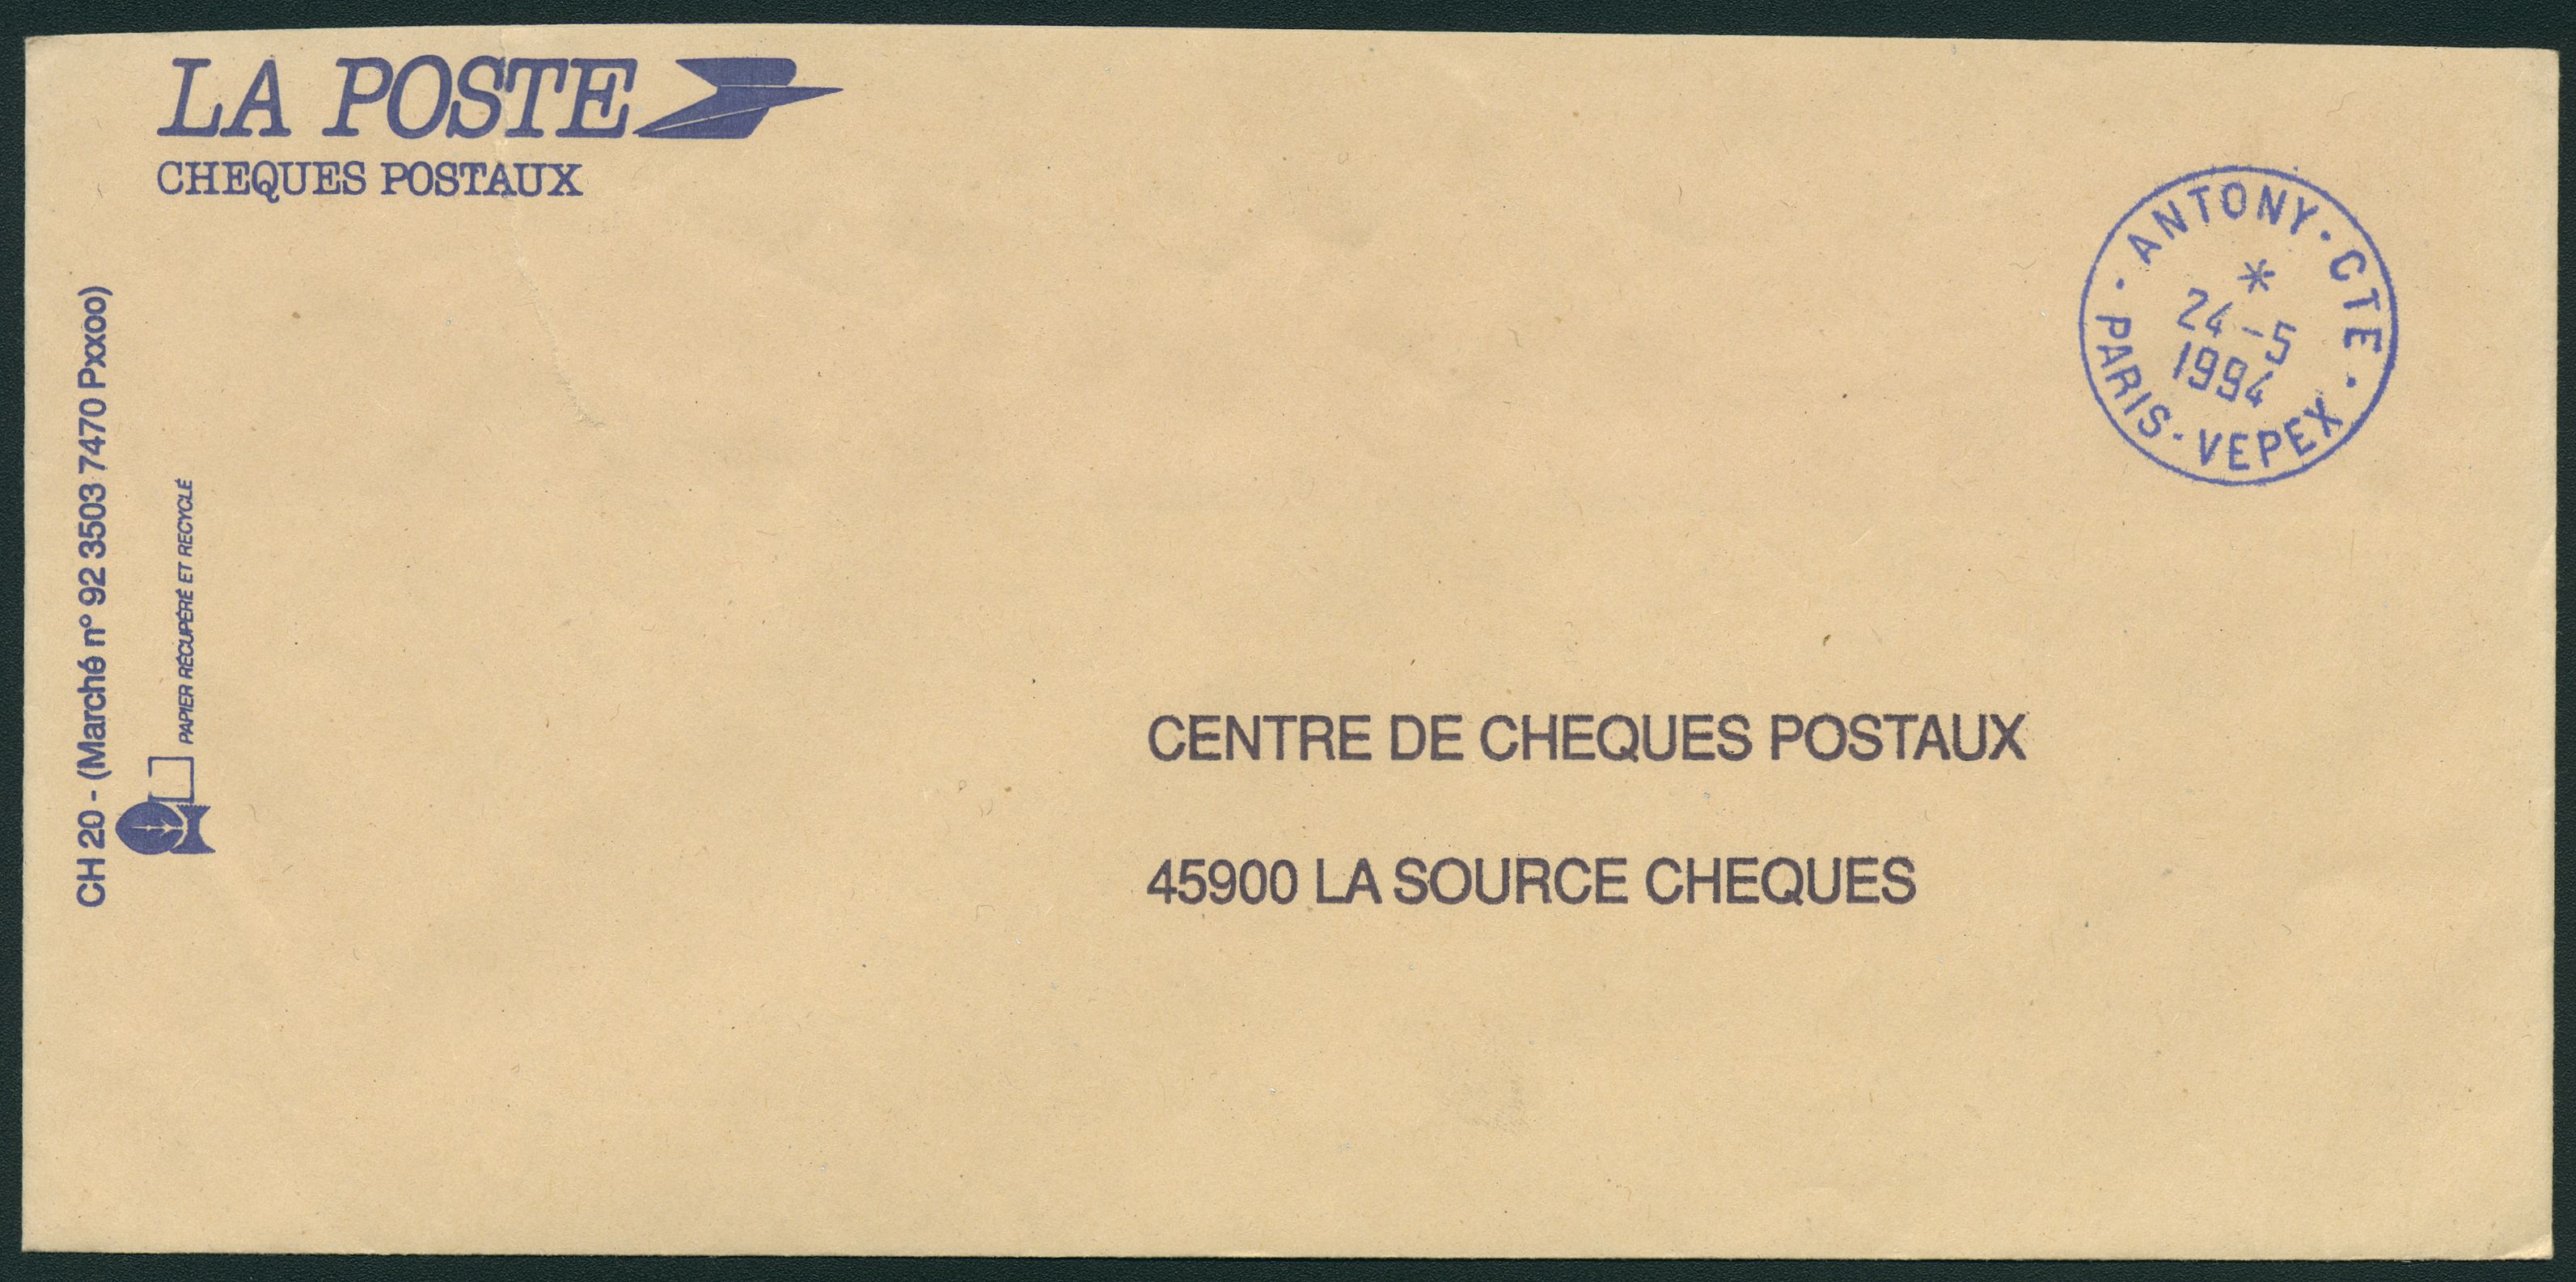 LA POSTE
CHEQUES POSTAUX
CH 20 - (Marché n° 92 3503 7470 Pxxoo)
PAPIER RÉCUPÉRÉ ET RECYCLÉ
· ANTONY · CTE ·
*
24-5
1994
PARIS - VEPEX
CENTRE DE CHEQUES POSTAUX
45900 LA SOURCE CHEQUES